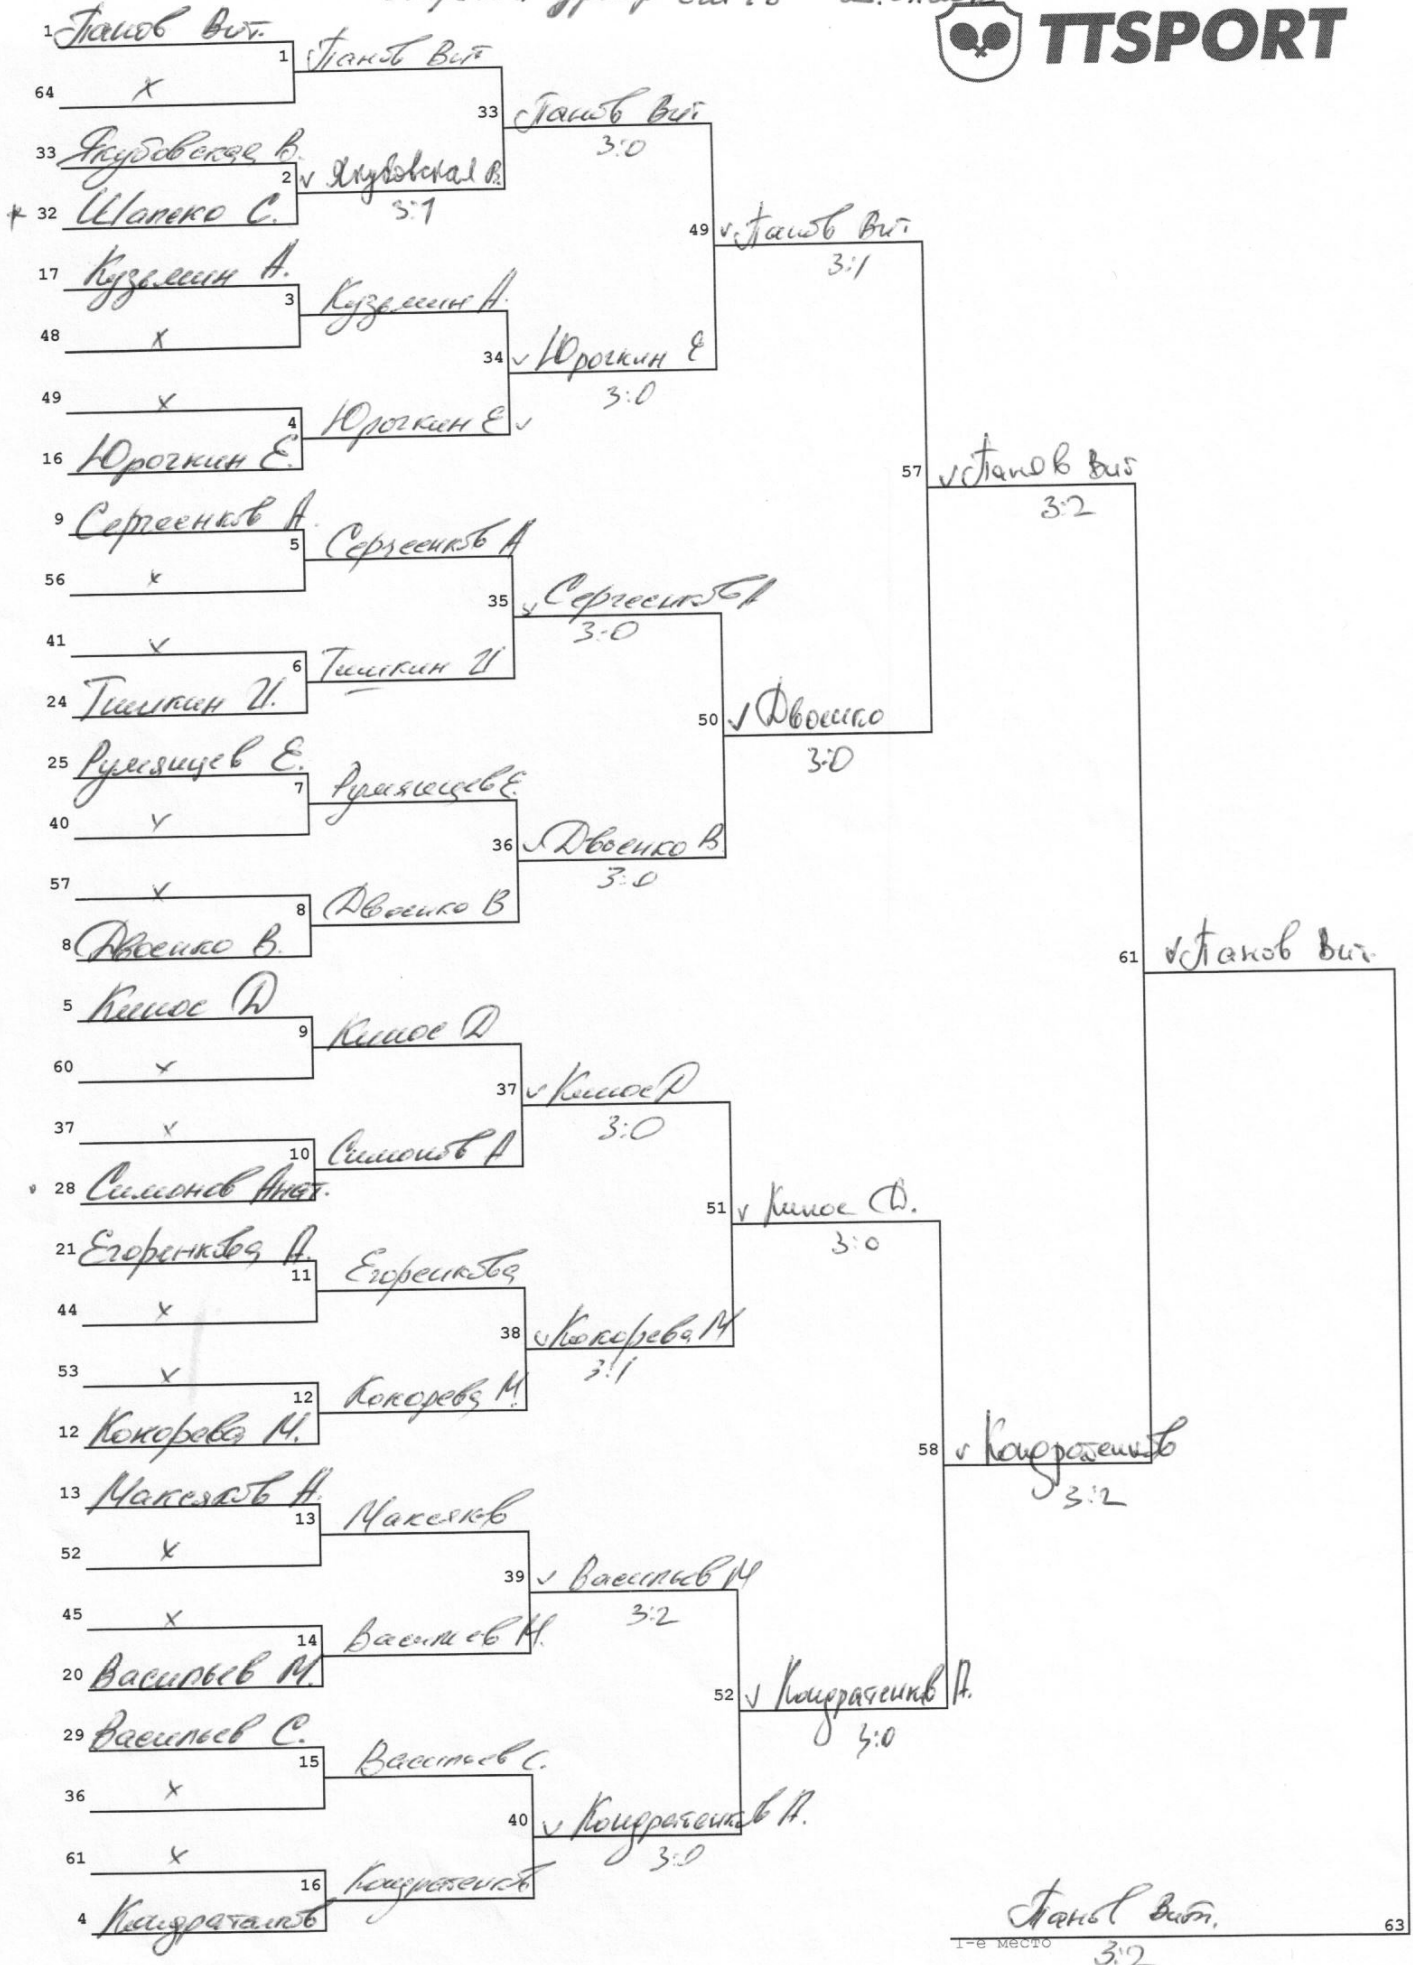 TTSPORT
1 Панов Вит.
1 Панов Вит
64 x
33 Панов Вит.
3:0
33 Якубовская В.
2 v Якубовская В.
3:1
32 Шапеко С.
49 v Панов Вит.
3:1
17 Кузьмин А.
3 Кузьмин А.
48 x
34 v Юрочкин Е
3:0
49 x
4 Юрочкин Е v
16 Юрочкин Е.
57 v Панов Вит
3:2
9 Сергеенков А.
5 Сергеенков А
56 x
35 v Сергеенков А
3:0
41 v
6 Тишкин И
24 Тишкин И.
50 v Двоенко
3:0
25 Румянцев Е.
7 Румянцев Е.
40 v
36 v Двоенко В
3:0
57 x
8 Двоенко В
8 Двоенко В.
61 v Панов Вит.
5 Кинос Д
9 Кинос Д
60 x
37 v Кинос Д
3:0
37 x
10 Симонов А
28 Симонов Анат.
51 v Кинос Д.
3:0
21 Егоренкова А.
11 Егоренкова
44 x
38 v Кокорева М
3:1
53 x
12 Кокорева М.
12 Кокорева М.
58 v Кондратенков
3:2
13 Максяков А.
13 Максяков
52 x
39 v Васильев М
3:2
45 x
14 Васильев М.
20 Васильев М.
52 v Кондратенков А.
3:0
29 Васильев С.
15 Васильев С.
36 x
40 v Кондратенков А.
3:0
61 x
16 Кондратенков
4 Кондратенков
Панов Вит.
63
1-е место
3:2